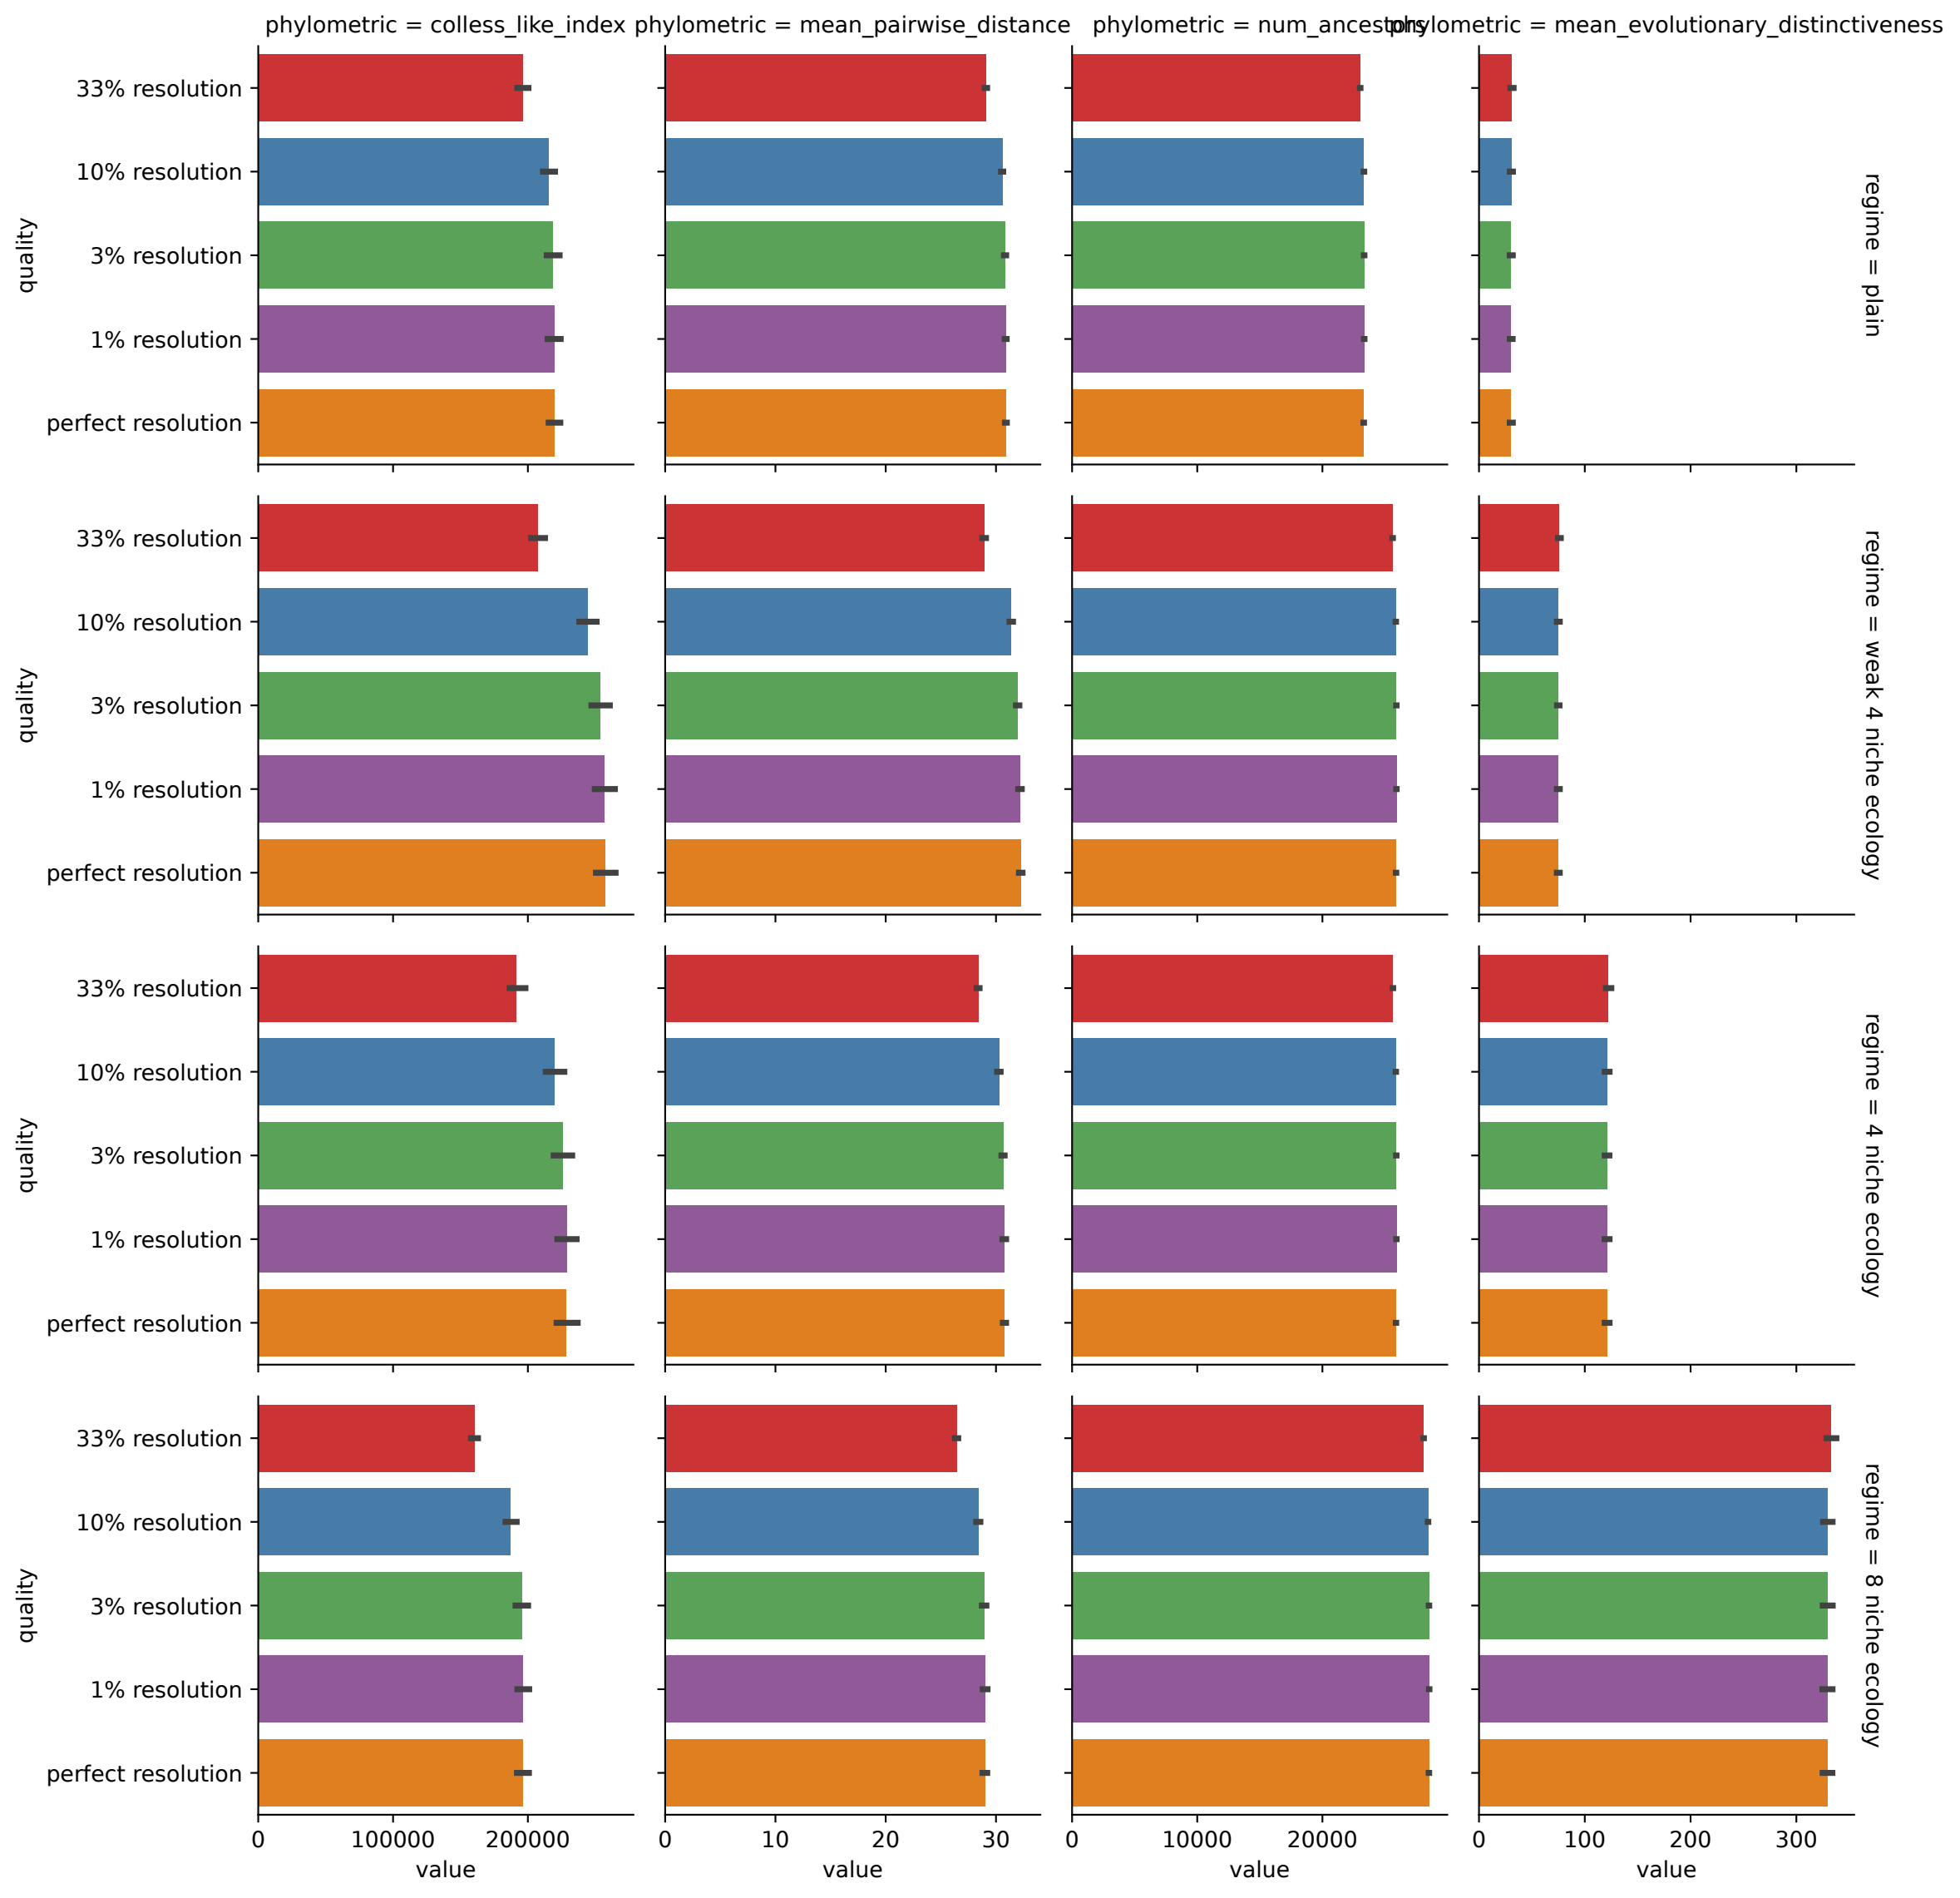 phylometric = colless_like_index
phylometric = mean_pairwise_distance
phylometric = num_ancestors
phylometric = mean_evolutionary_distinctiveness
quality
33% resolution
10% resolution
3% resolution
1% resolution
perfect resolution
regime = plain
quality
33% resolution
10% resolution
3% resolution
1% resolution
perfect resolution
regime = weak 4 niche ecology
quality
33% resolution
10% resolution
3% resolution
1% resolution
perfect resolution
regime = 4 niche ecology
quality
33% resolution
10% resolution
3% resolution
1% resolution
perfect resolution
regime = 8 niche ecology
0 100000 200000
0 10 20 30
0 10000 20000
0 100 200 300
value
value
value
value